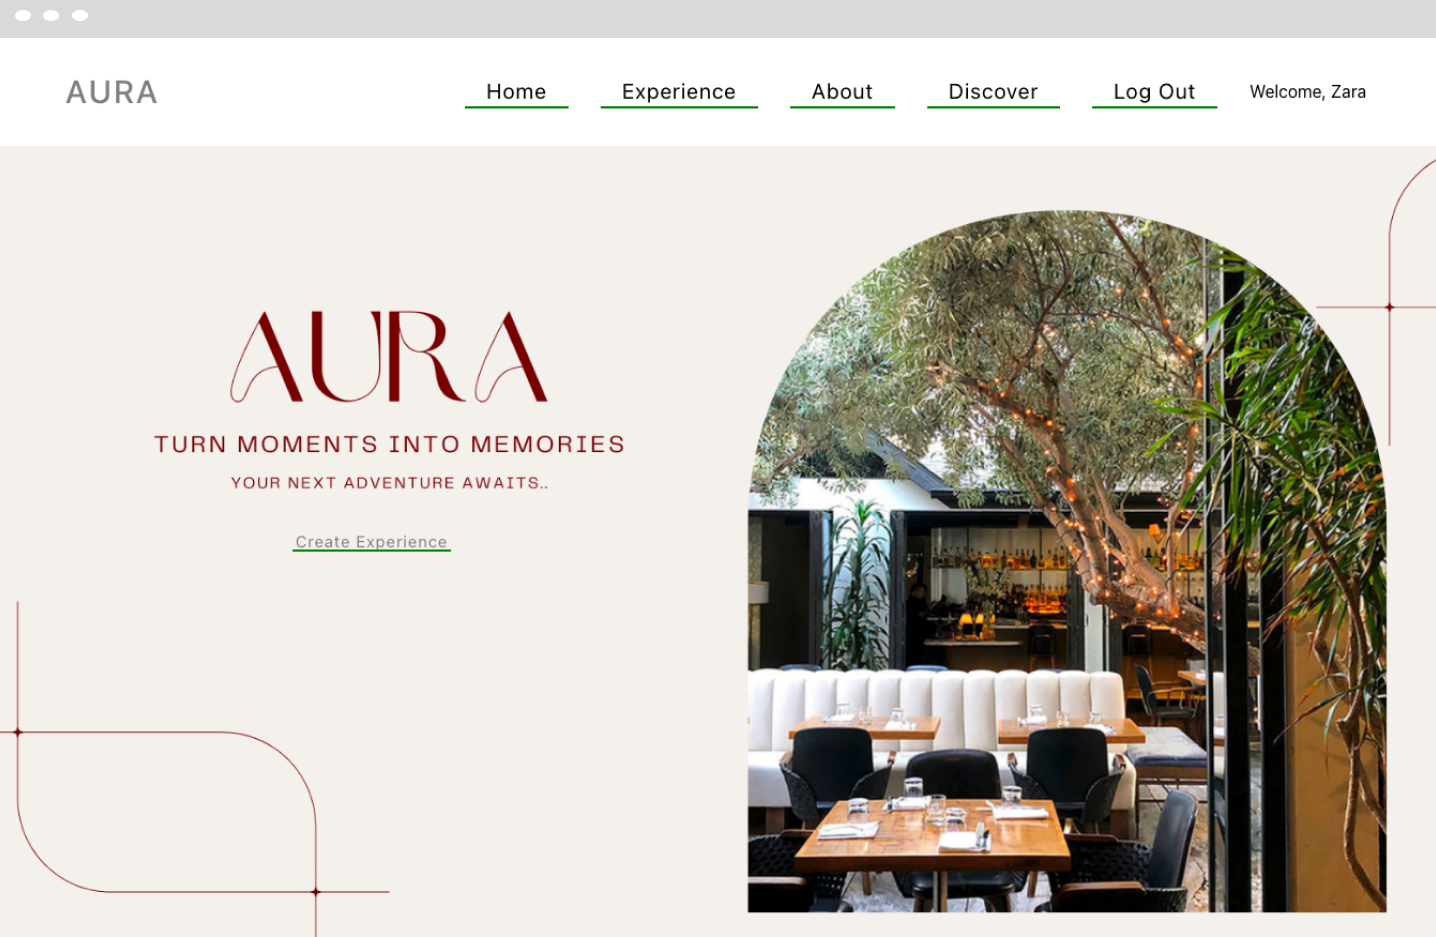 AURA
Home Experience About Discover Log Out Welcome, Zara
AURA
TURN MOMENTS INTO MEMORIES
YOUR NEXT ADVENTURE AWAITS..
Create Experience